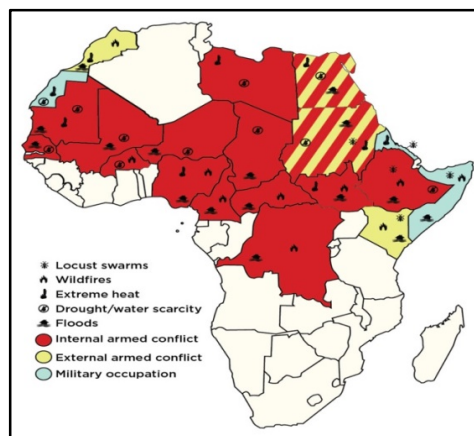 Locust swarms
Wildfires
Extreme heat
Drought/water scarcity
Floods
Internal armed conflict
External armed conflict
Military occupation